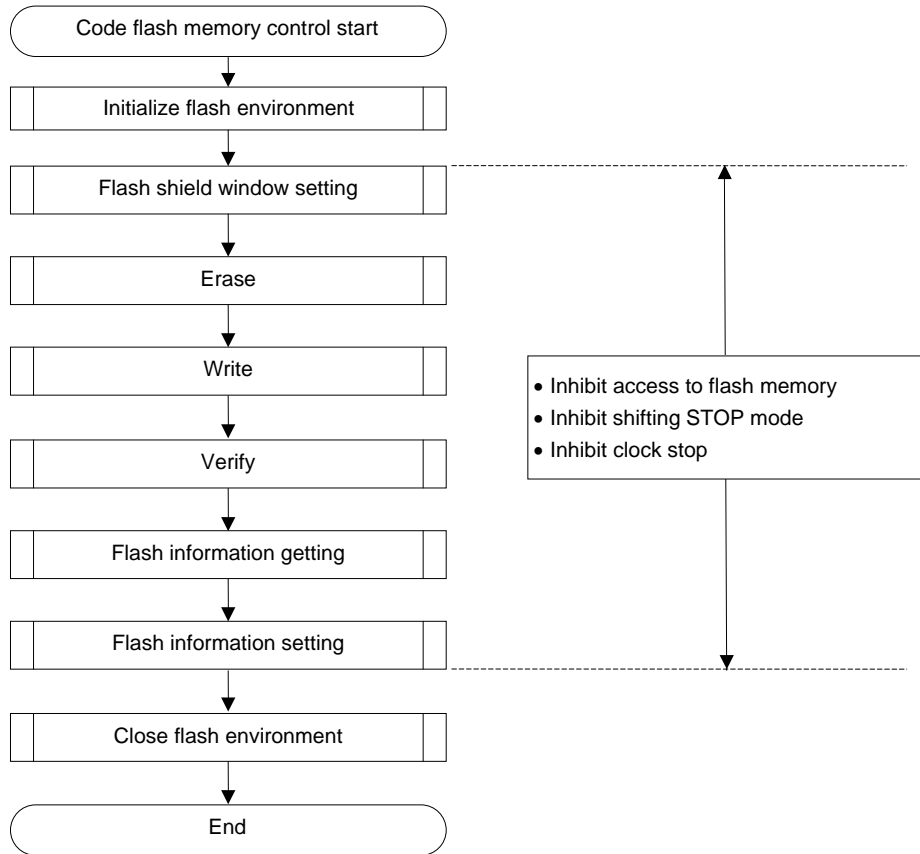 Code flash memory control start
Initialize flash environment
Flash shield window setting
Erase
Write
Verify
Flash information getting
Flash information setting
Close flash environment
End
• Inhibit access to flash memory
• Inhibit shifting STOP mode
• Inhibit clock stop